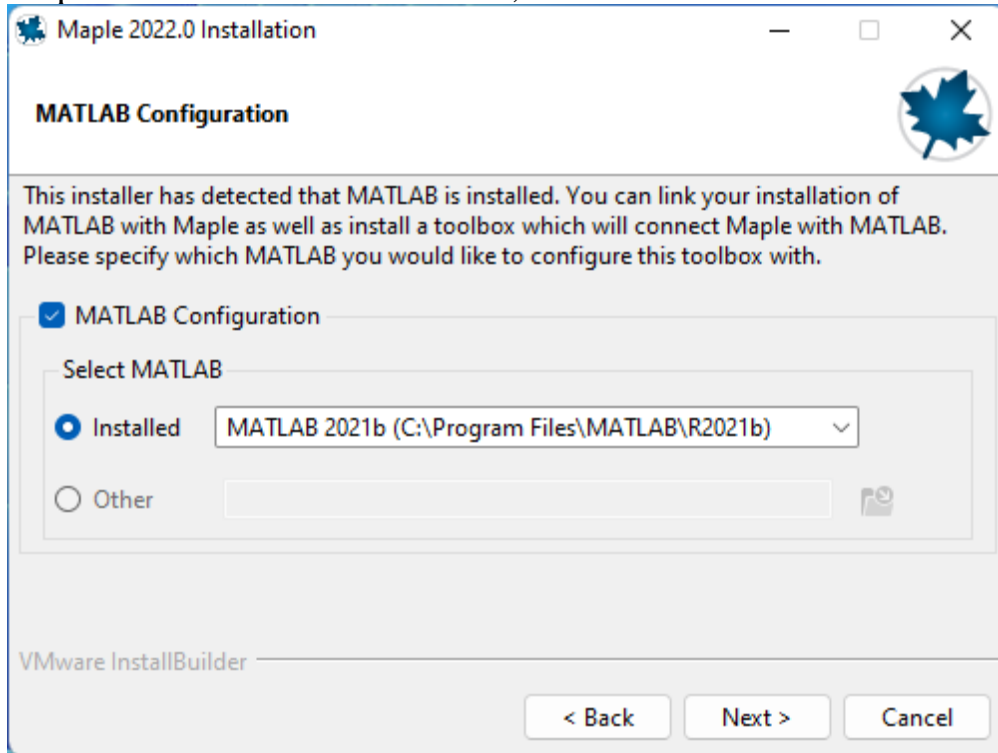 Maple 2022.0 Installation
MATLAB Configuration
This installer has detected that MATLAB is installed. You can link your installation of
MATLAB with Maple as well as install a toolbox which will connect Maple with MATLAB.
Please specify which MATLAB you would like to configure this toolbox with.
MATLAB Configuration
Select MATLAB
Installed MATLAB 2021b (C:\Program Files\MATLAB\R2021b)
Other
VMware InstallBuilder
< Back Next > Cancel